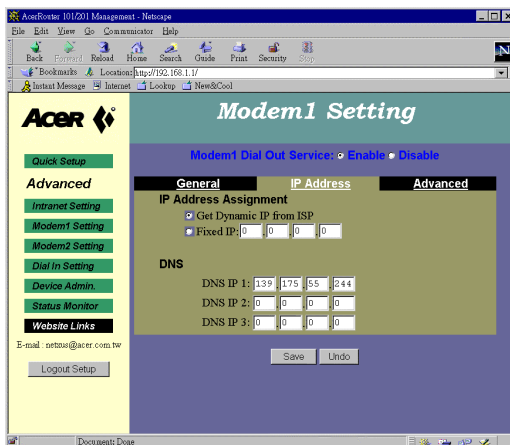 AcerRouter 101/201 Management - Netscape
File Edit View Go Communicator Help
Back Forward Reload Home Search Guide Print Security Stop
Bookmarks Location: http://192.168.1.1/
Instant Message Internet Lookup New&Cool
Acer
Modem1 Setting
Modem1 Dial Out Service: Enable Disable
Quick Setup
Advanced
Intranet Setting
Modem1 Setting
Modem2 Setting
Dial In Setting
Device Admin.
Status Monitor
Website Links
E-mail : netxus@acer.com.tw
Logout Setup
General IP Address Advanced
IP Address Assignment
Get Dynamic IP from ISP
Fixed IP: 0 . 0 . 0 . 0
DNS
DNS IP 1: 139 . 175 . 55 . 244
DNS IP 2: 0 . 0 . 0 . 0
DNS IP 3: 0 . 0 . 0 . 0
Save Undo
Document: Done